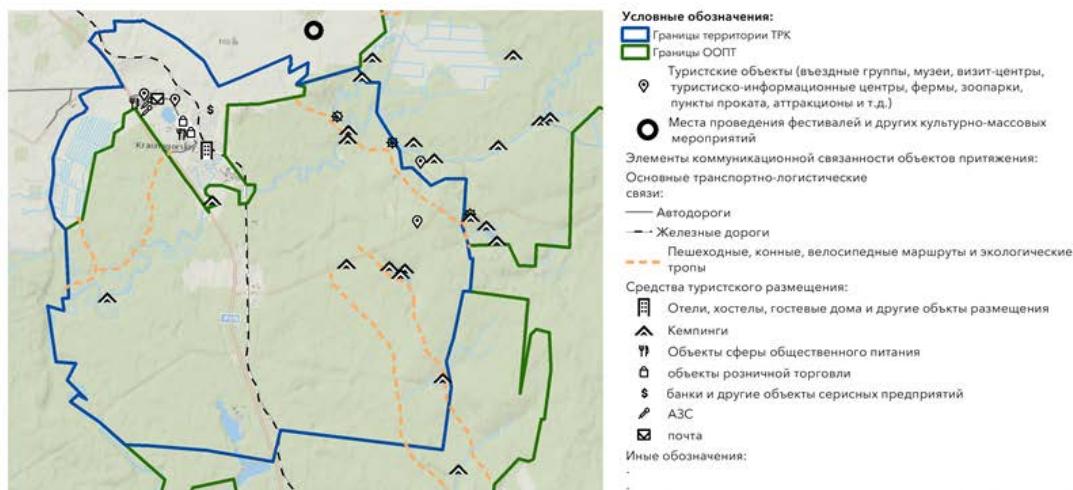 Условные обозначения:
Границы территории ТРК
Границы ООПТ
Туристские объекты (въездные группы, музеи, визит-центры,
туристиско-информационные центры, фермы, зоопарки,
пункты проката, аттракционы и т.д.)
Места проведения фестивалей и других культурно-массовых
мероприятий
Элементы коммуникационной связанности объектов притяжения:
Основные транспортно-логистические
связи:
Автодороги
Железные дороги
Пешеходные, конные, велосипедные маршруты и экологические
тропы
Средства туристского размещения:
Отели, хостелы, гостевые дома и другие объкты размещения
Кемпинги
Объекты сферы общественного питания
объекты розничной торговли
банки и другие объекты серисных предприятий
АЗС
почта
Иные обозначения:
.
.